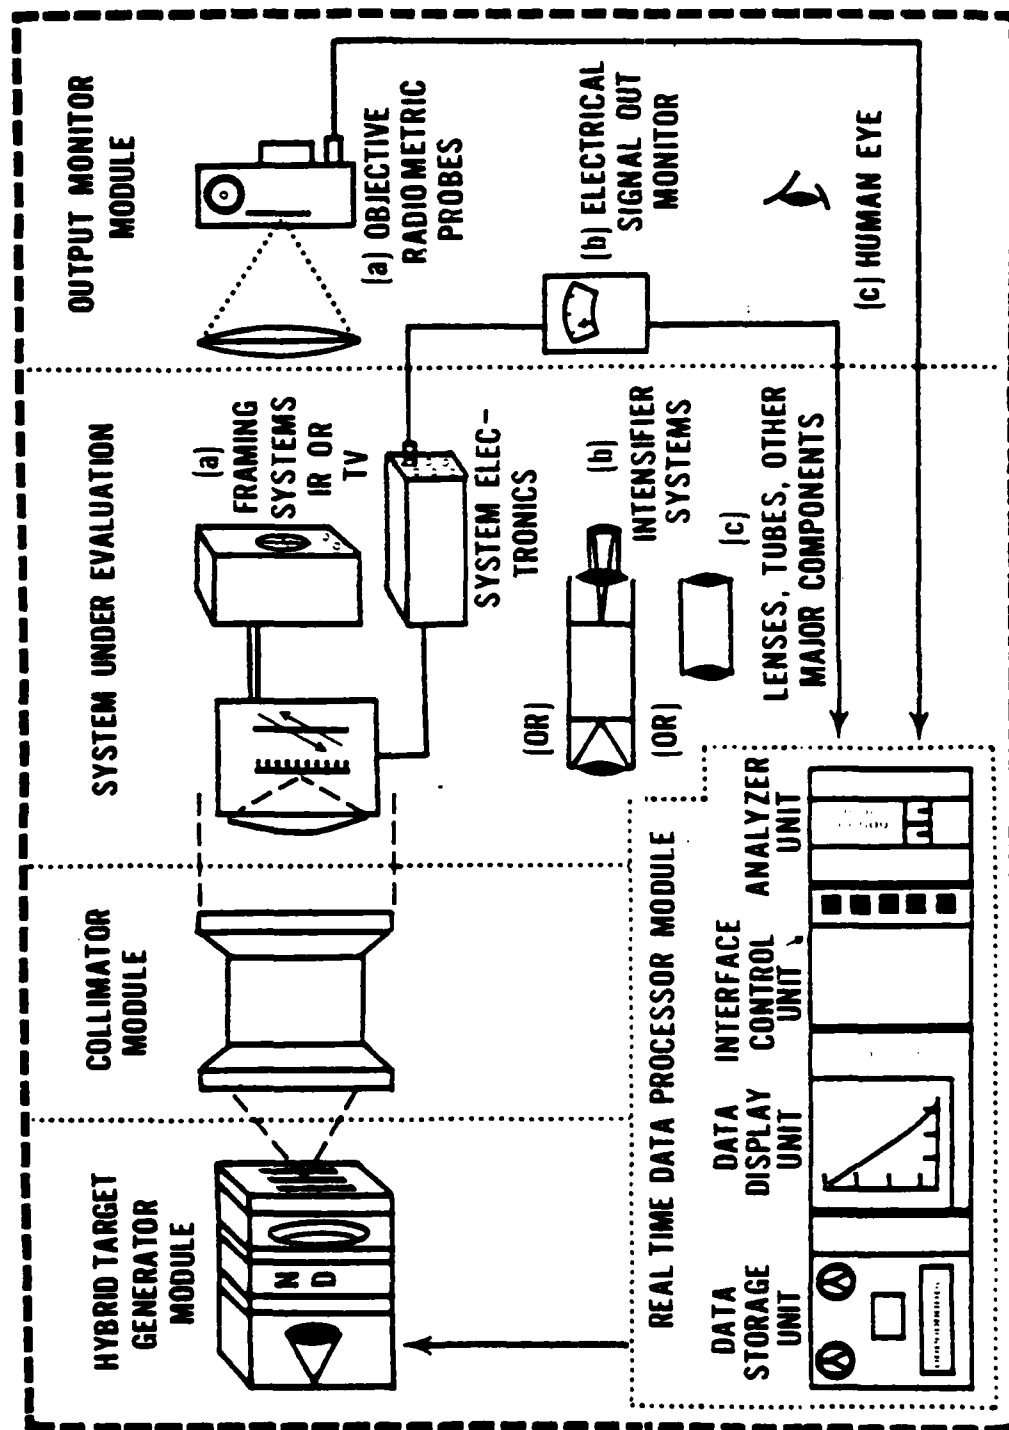 HYBRID TARGET
GENERATOR
MODULE
N
D
COLLIMATOR
MODULE
SYSTEM UNDER EVALUATION
(a)
FRAMING
SYSTEMS
IR OR
TV
SYSTEM ELEC-
TRONICS
(OR)
(b)
INTENSIFIER
SYSTEMS
(OR)
(c)
LENSES, TUBES, OTHER
MAJOR COMPONENTS
OUTPUT MONITOR
MODULE
(a) OBJECTIVE
RADIOMETRIC
PROBES
(b) ELECTRICAL
SIGNAL OUT
MONITOR
(c) HUMAN EYE
REAL TIME DATA PROCESSOR MODULE
DATA
STORAGE
UNIT
DATA
DISPLAY
UNIT
INTERFACE
CONTROL
UNIT
ANALYZER
UNIT